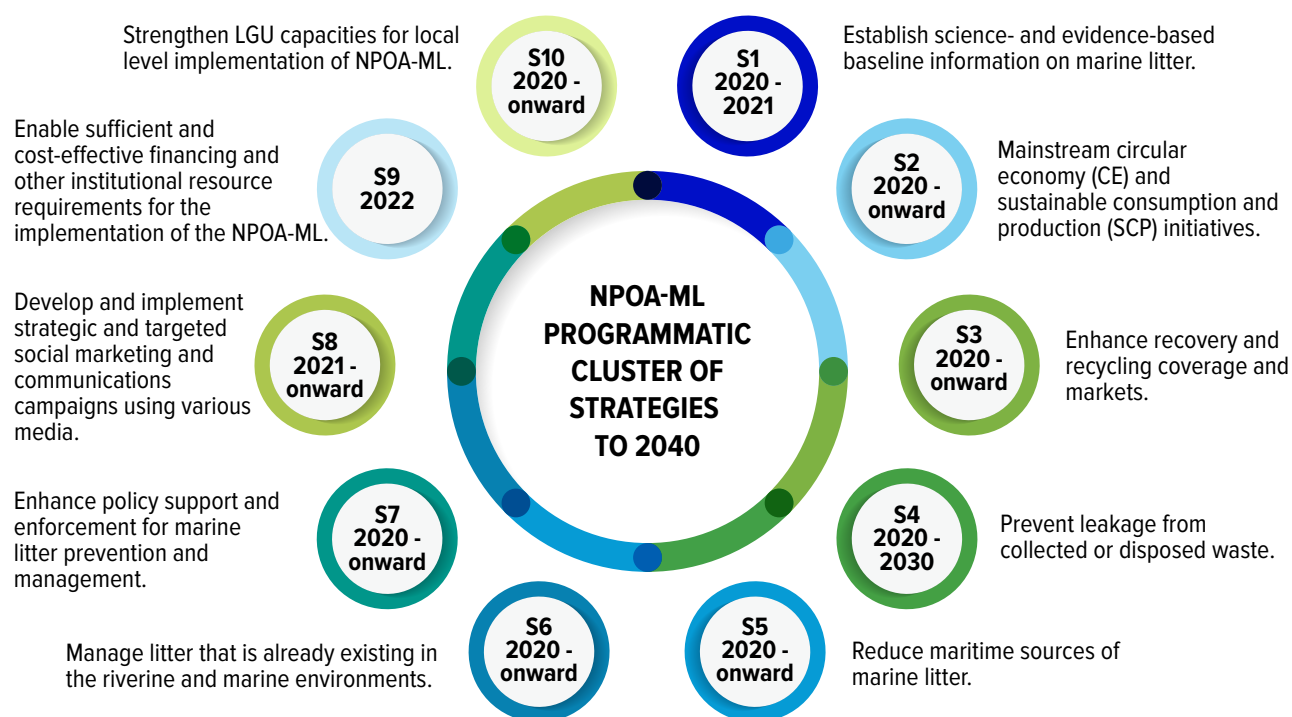 NPOA-ML
PROGRAMMATIC
CLUSTER OF
STRATEGIES
TO 2040
S1
2020 -
2021
Establish science- and evidence-based
baseline information on marine litter.
S2
2020 -
onward
Mainstream circular
economy (CE) and
sustainable consumption and
production (SCP) initiatives.
S3
2020 -
onward
Enhance recovery and
recycling coverage and
markets.
S4
2020 -
2030
Prevent leakage from
collected or disposed waste.
S5
2020 -
onward
Reduce maritime sources of
marine litter.
S6
2020 -
onward
Manage litter that is already existing in
the riverine and marine environments.
S7
2020 -
onward
Enhance policy support and
enforcement for marine
litter prevention and
management.
S8
2021 -
onward
Develop and implement
strategic and targeted
social marketing and
communications
campaigns using various
media.
S9
2022
Enable sufficient and
cost-effective financing and
other institutional resource
requirements for the
implementation of the NPOA-ML.
S10
2020 -
onward
Strengthen LGU capacities for local
level implementation of NPOA-ML.